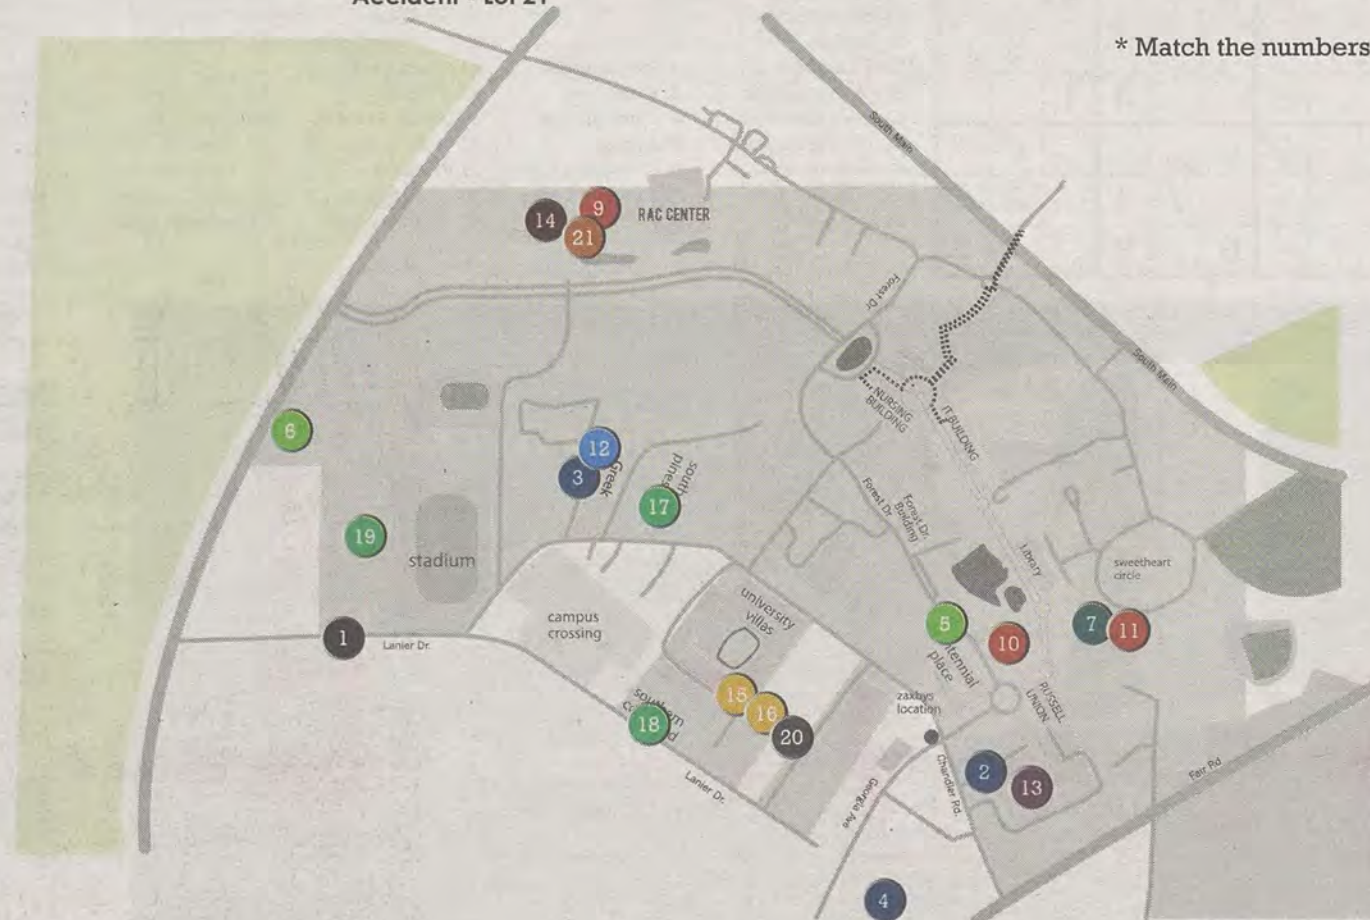 * Match the numbers
South Main
9
14
RAC CENTER
21
Forest Dr
South Main
NURSING
BUILDING
IT BUILDING
6
12
3
Greek
south
pines
17
Forest Dr
Forest Dr.
Building
Library
19
stadium
sweetheart
circle
university
villas
campus
crossing
5
7
11
10
place
1
Lanier Dr.
RUSSELL
UNION
15
16
zaxbys
location
southern
18
20
2
13
Lanier Dr.
Georgia Ave
Chandler Rd.
Fair Rd
4